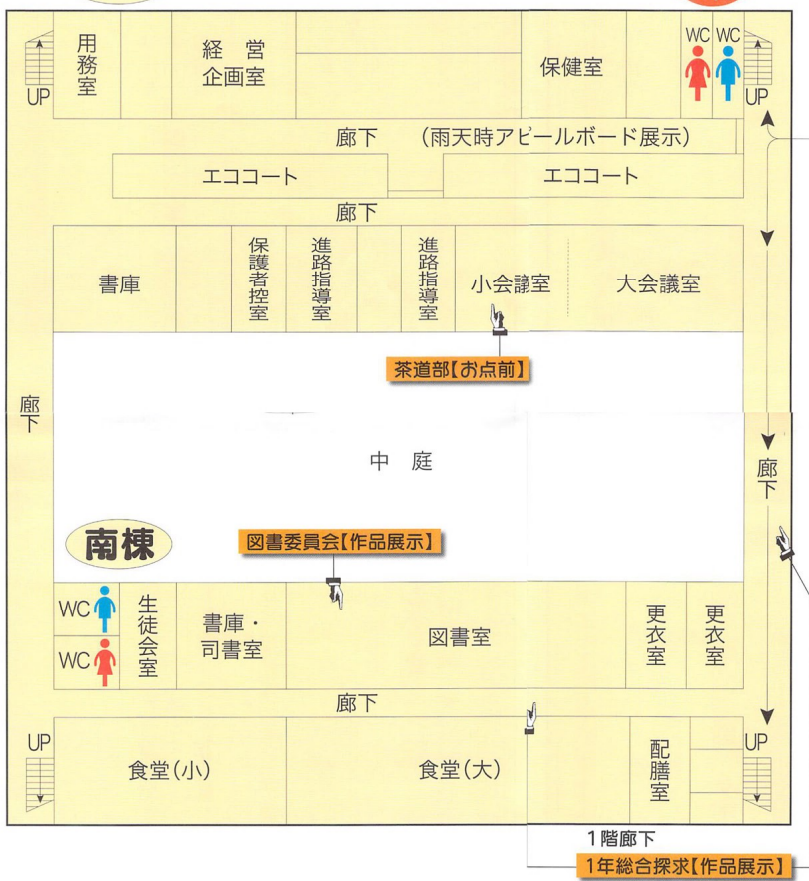 用務室
経 営
企画室
保健室
WC
WC
UP
UP
廊下
(雨天時アピールボード展示)
エココート
エココート
廊下
書庫
保護者控室
進路指導室
進路指導室
小会議室
大会議室
茶道部【お点前】
廊下
中 庭
廊下
南棟
図書委員会【作品展示】
WC
WC
生徒会室
書庫・
司書室
図書室
更衣室
更衣室
廊下
UP
食堂(小)
食堂(大)
配膳室
UP
1階廊下
1年総合探求【作品展示】